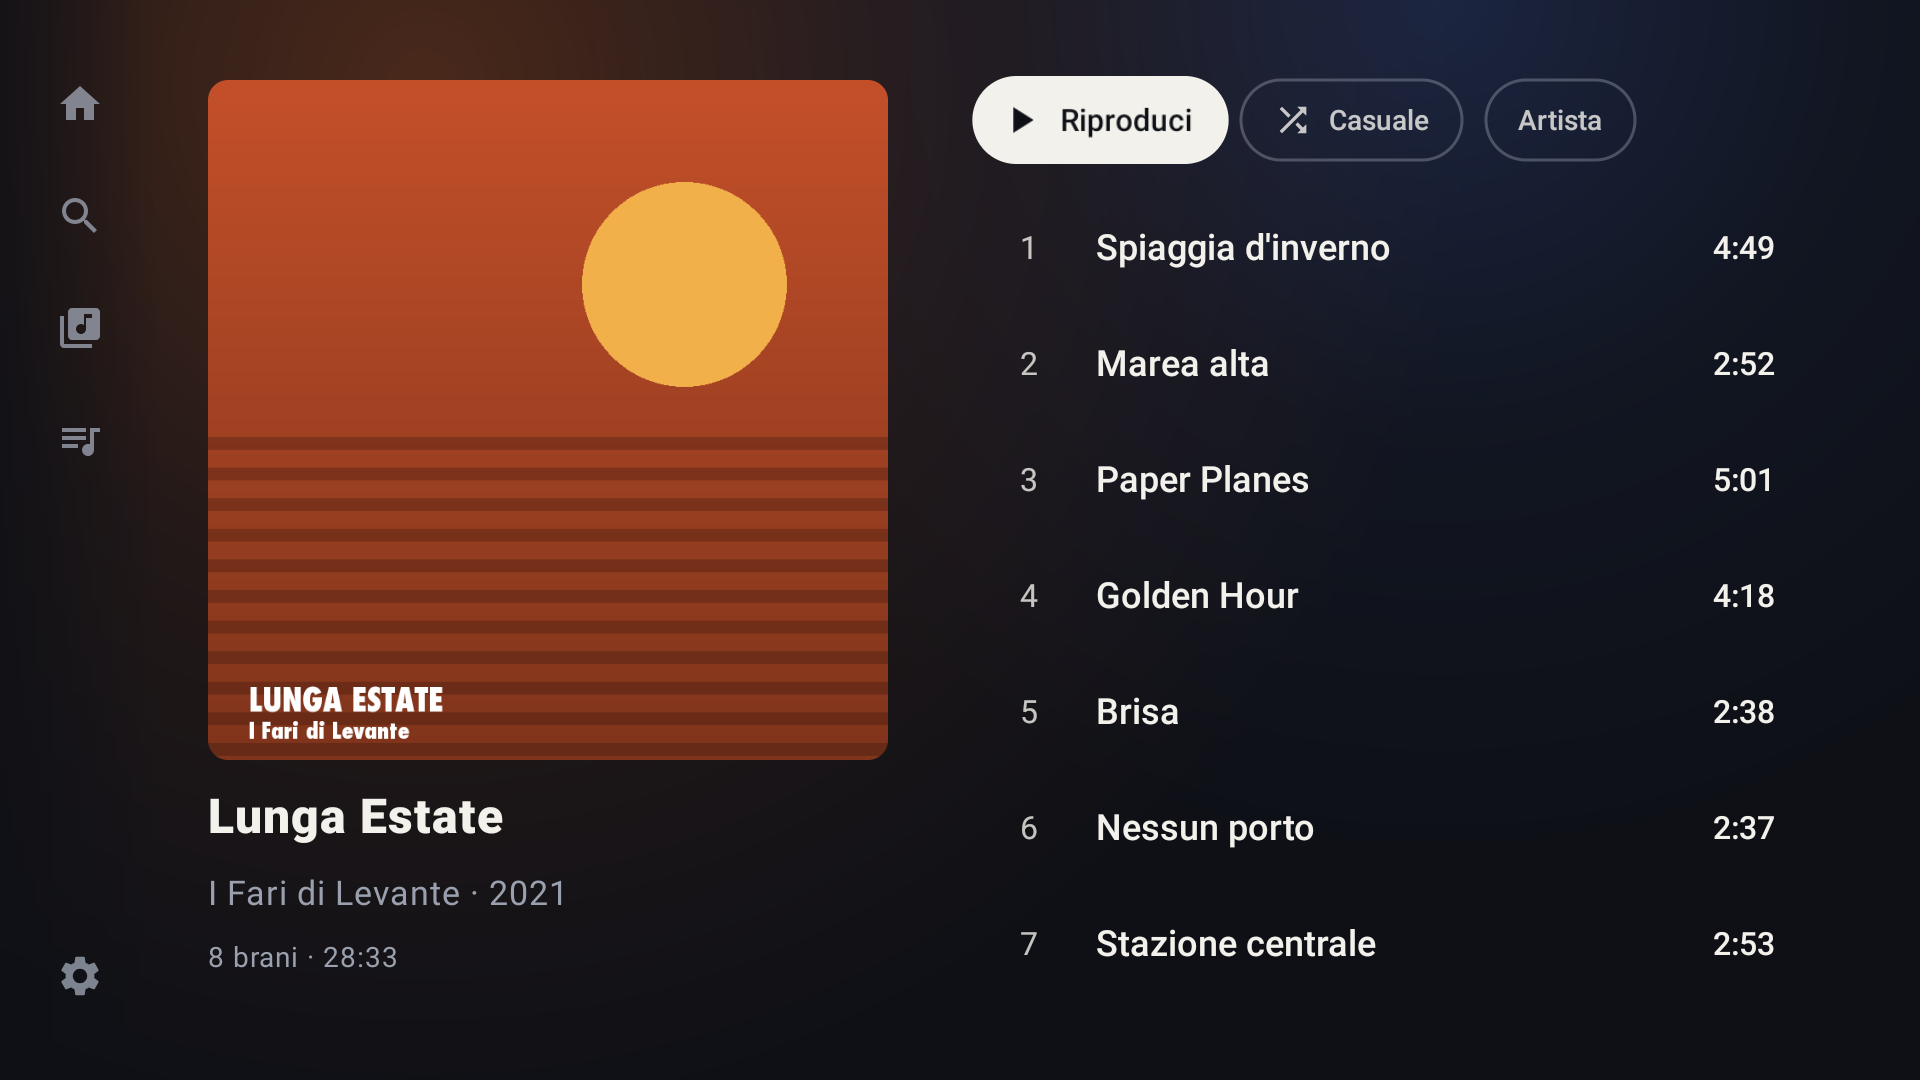 LUNGA ESTATE
I Fari di Levante
Lunga Estate
I Fari di Levante · 2021
8 brani · 28:33
Riproduci
Casuale
Artista
1 Spiaggia d'inverno 4:49
2 Marea alta 2:52
3 Paper Planes 5:01
4 Golden Hour 4:18
5 Brisa 2:38
6 Nessun porto 2:37
7 Stazione centrale 2:53